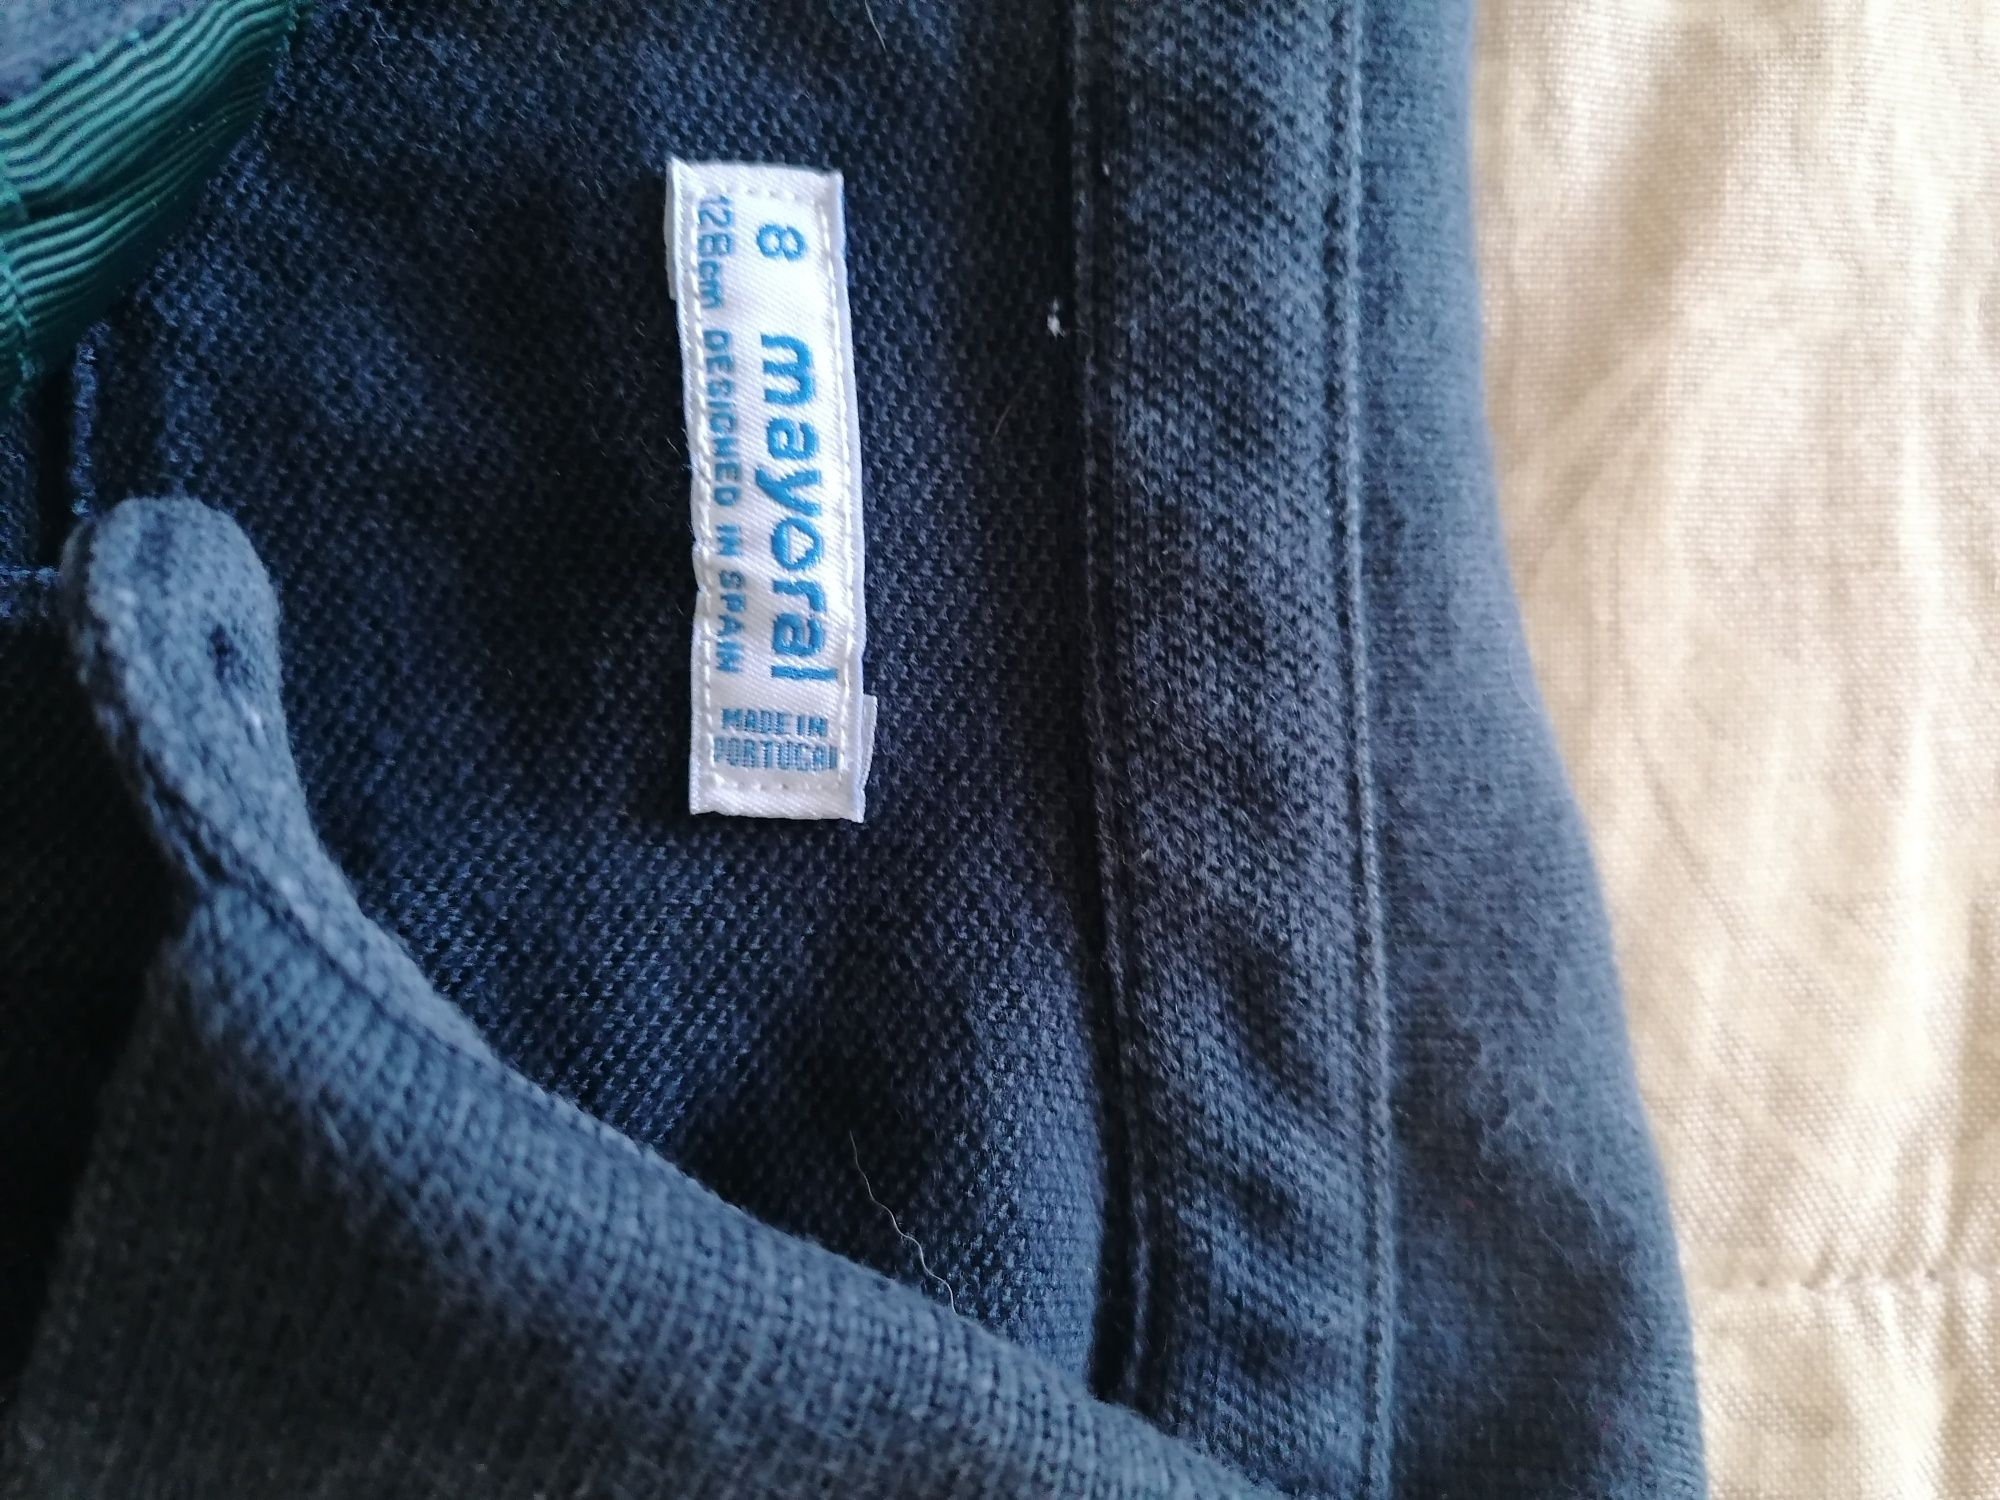 8 mayoral
128cm DESIGNED IN SPAIN
MADE IN
PORTUGAL